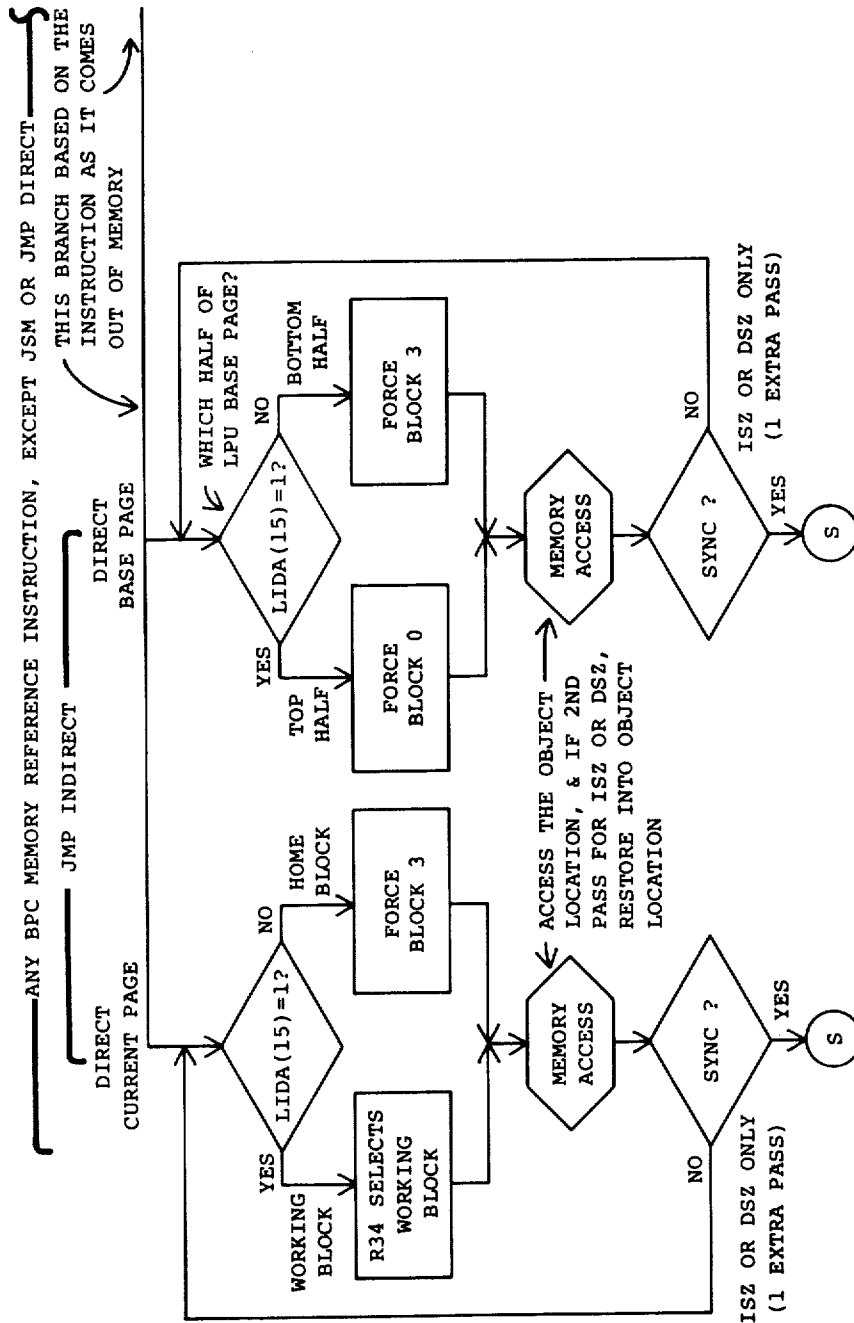 ANY BPC MEMORY REFERENCE INSTRUCTION, EXCEPT JSM OR JMP DIRECT
JMP INDIRECT
THIS BRANCH BASED ON THE
INSTRUCTION AS IT COMES
OUT OF MEMORY
DIRECT
CURRENT PAGE
LIDA(15)=1?
YES
WORKING
BLOCK
NO
HOME
BLOCK
R34 SELECTS
WORKING
BLOCK
FORCE
BLOCK 3
MEMORY
ACCESS
SYNC ?
NO
YES
ISZ OR DSZ ONLY
(1 EXTRA PASS)
S
ACCESS THE OBJECT
LOCATION, & IF 2ND
PASS FOR ISZ OR DSZ,
RESTORE INTO OBJECT
LOCATION
DIRECT
BASE PAGE
WHICH HALF OF
LPU BASE PAGE?
LIDA(15)=1?
YES
TOP
HALF
NO
BOTTOM
HALF
FORCE
BLOCK 0
FORCE
BLOCK 3
MEMORY
ACCESS
SYNC ?
NO
YES
ISZ OR DSZ ONLY
(1 EXTRA PASS)
S